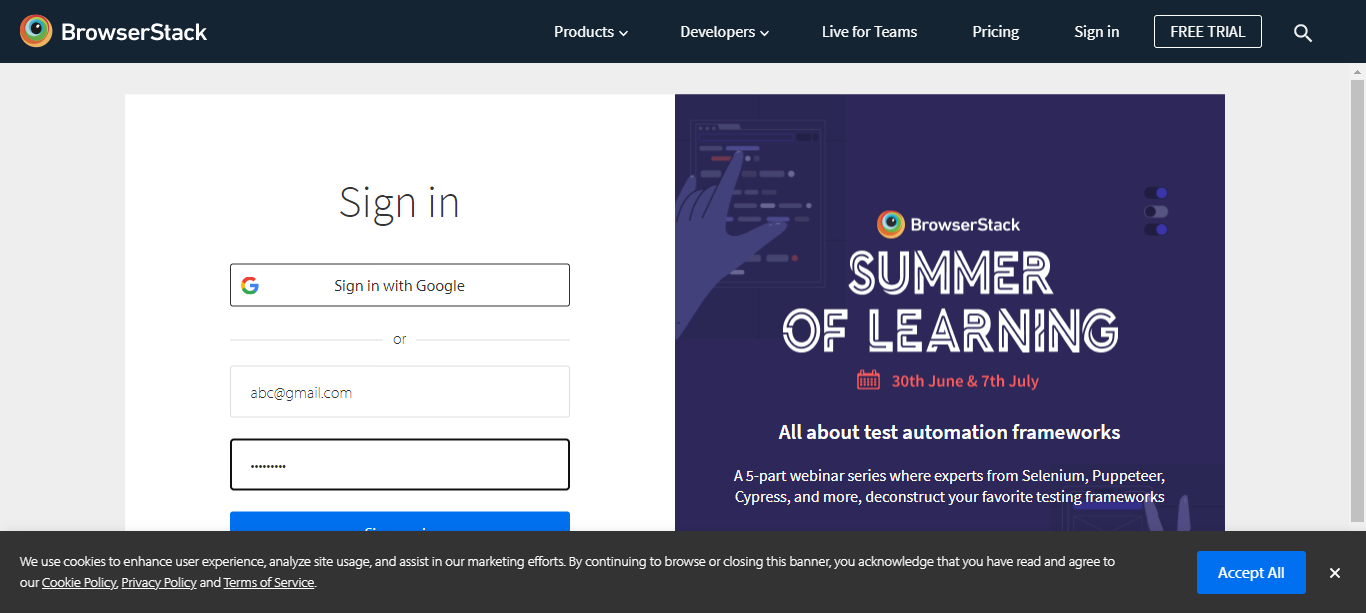 BrowserStack
Products
Developers
Live for Teams
Pricing
Sign in
FREE TRIAL
Sign in
Sign in with Google
or
abc@gmail.com
•••••••••
BrowserStack
SUMMER
OF LEARNING
30th June & 7th July
All about test automation frameworks
A 5-part webinar series where experts from Selenium, Puppeteer,
Cypress, and more, deconstruct your favorite testing frameworks
We use cookies to enhance user experience, analyze site usage, and assist in our marketing efforts. By continuing to browse or closing this banner, you acknowledge that you have read and agree to
our Cookie Policy, Privacy Policy and Terms of Service.
Accept All